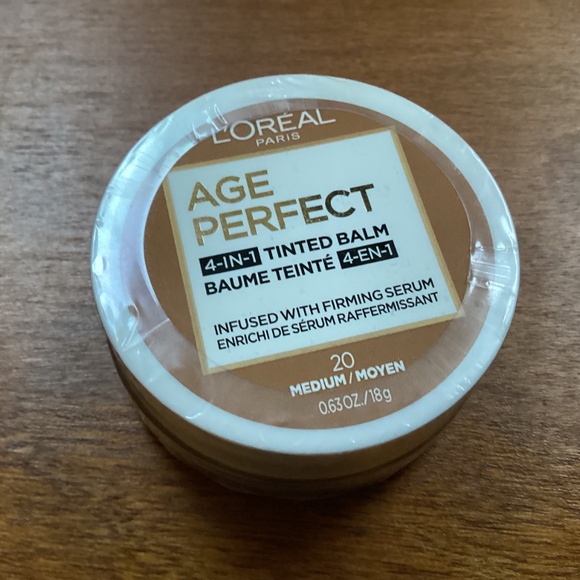 L'ORÉAL
PARIS
AGE
PERFECT
4-IN-1 TINTED BALM
BAUME TEINTÉ 4-EN-1
INFUSED WITH FIRMING SERUM
ENRICHI DE SÉRUM RAFFERMISSANT
20
MEDIUM / MOYEN
0.63 OZ./18g